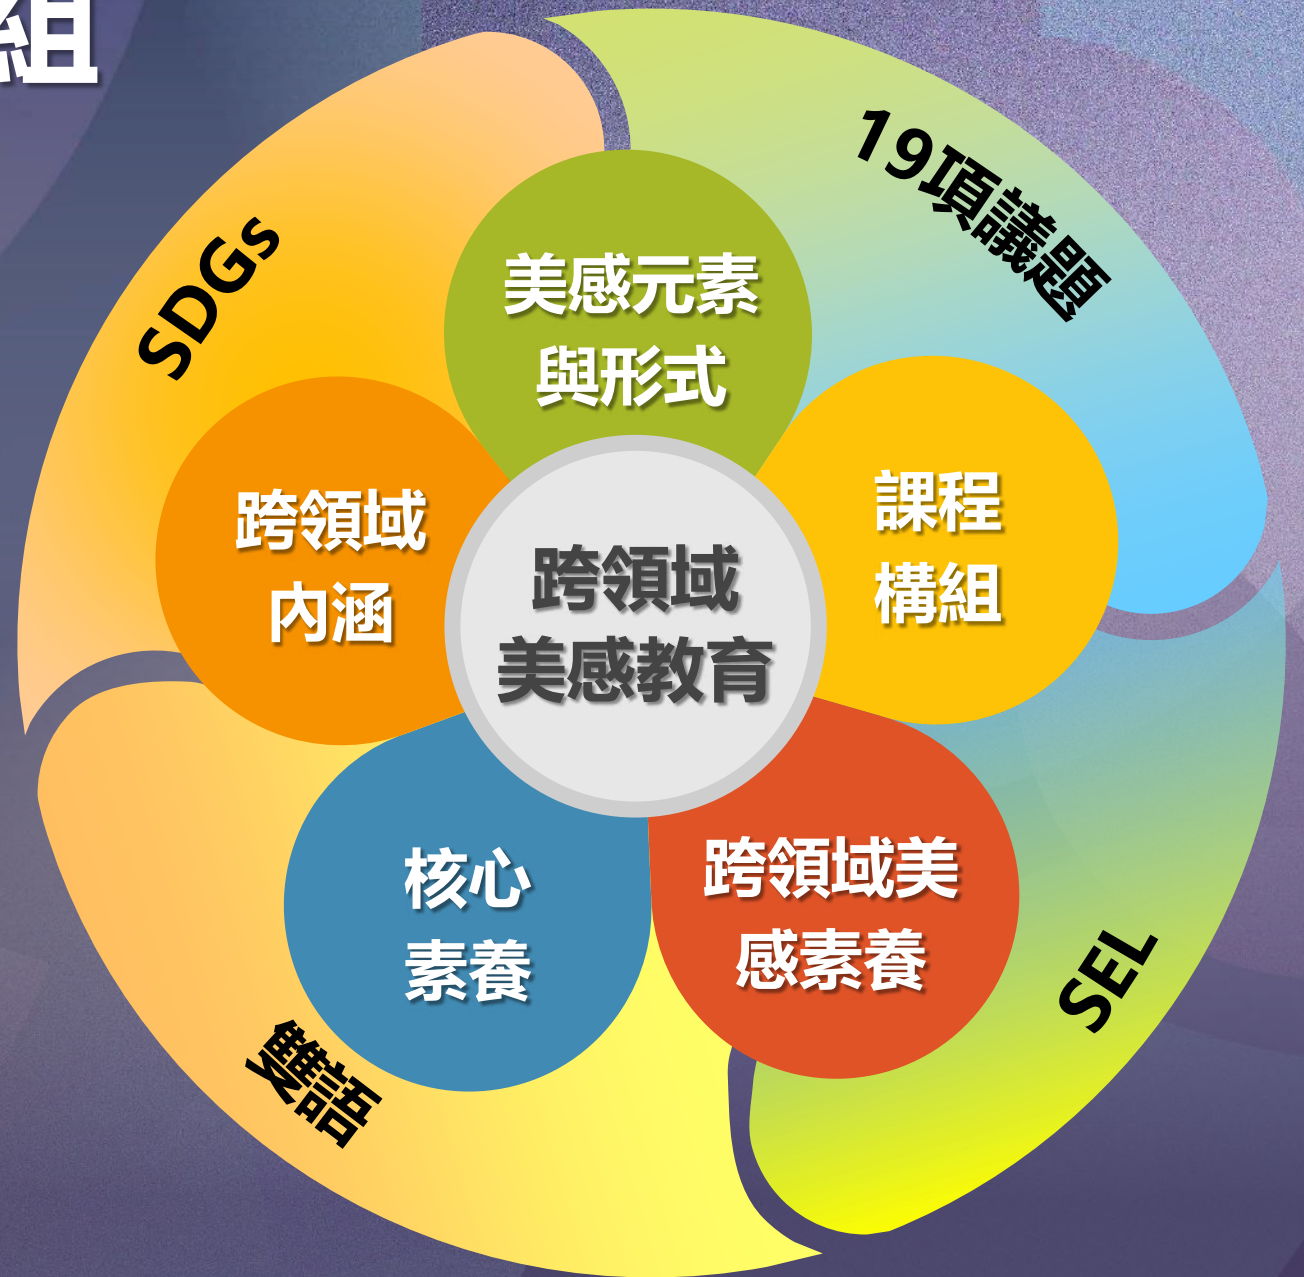 組
SDGs
19項議題
美感元素
與形式
跨領域
內涵
課程
構組
跨領域
美感教育
核心
素養
跨領域美
感素養
雙語
SEL